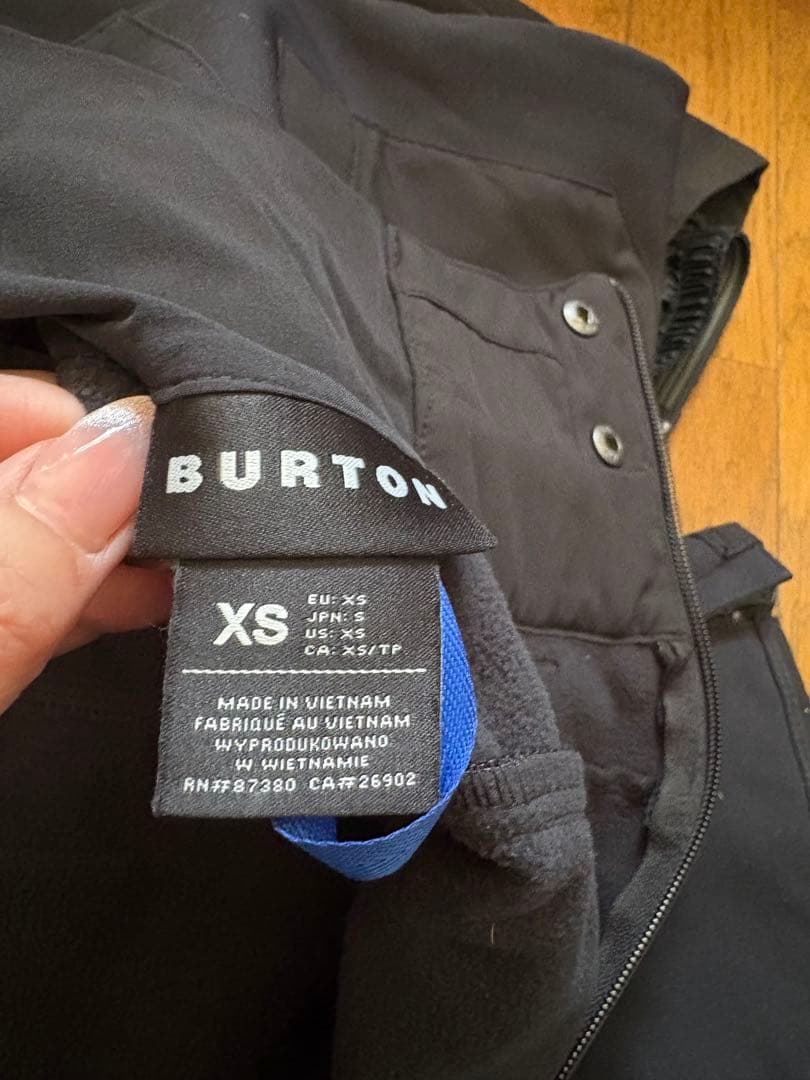 BURTON
XS
EU: XS
JPN: S
US: XS
CA: XS/TP
MADE IN VIETNAM
FABRIQUÉ AU VIETNAM
WYPRODUKOWANO
W WIETNAMIE
RN#87380 CA#26902